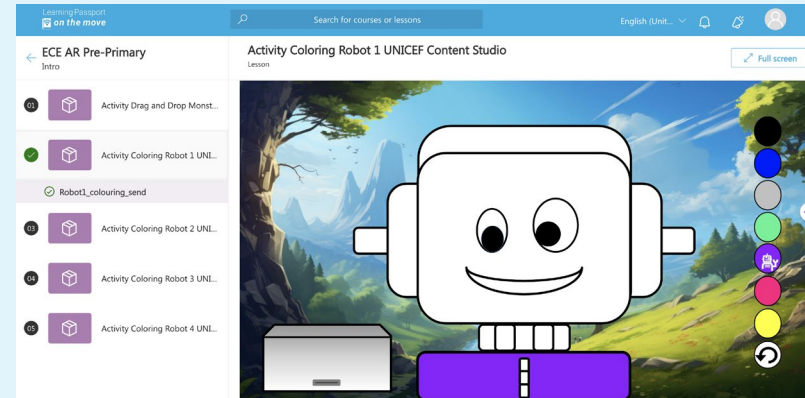 Learning Passport
on the move
Search for courses or lessons
English (Unit...
ECE AR Pre-Primary
Intro
Activity Coloring Robot 1 UNICEF Content Studio
Lesson
Full screen
01
Activity Drag and Drop Monst...
Activity Coloring Robot 1 UNI...
Robot1_colouring_send
03
Activity Coloring Robot 2 UNI...
04
Activity Coloring Robot 3 UNI...
05
Activity Coloring Robot 4 UNI...